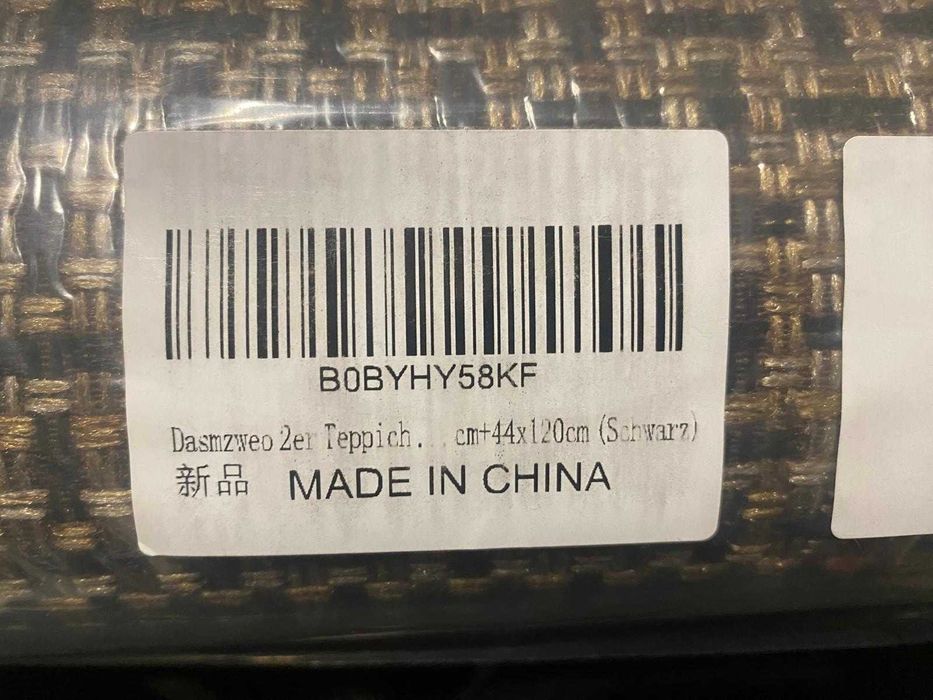 B0BYHY58KF
Dasmzweo 2er Teppich... cm+44x120cm (Schwarz)
新品 MADE IN CHINA